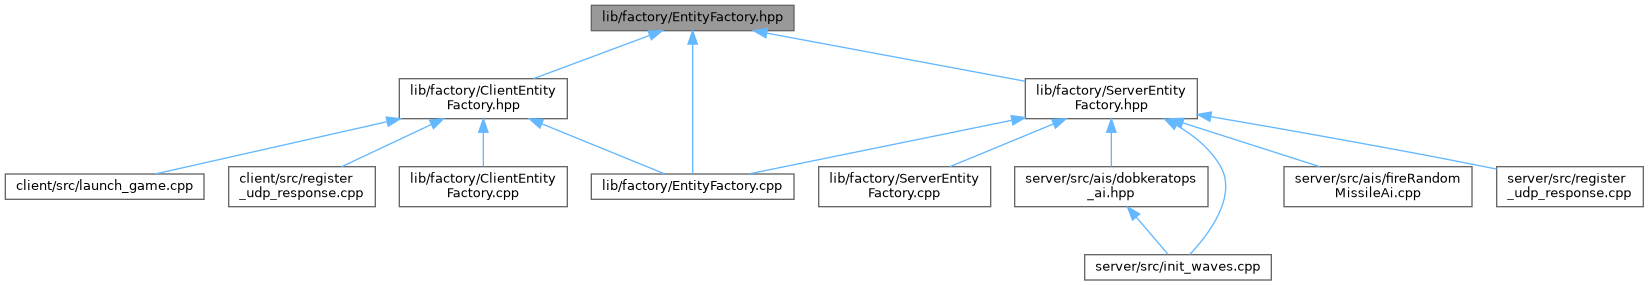 lib/factory/EntityFactory.hpp
lib/factory/ClientEntity
Factory.hpp
lib/factory/ServerEntity
Factory.hpp
client/src/launch_game.cpp
client/src/register
_udp_response.cpp
lib/factory/ClientEntity
Factory.cpp
lib/factory/EntityFactory.cpp
lib/factory/ServerEntity
Factory.cpp
server/src/ais/dobkeratops
_ai.hpp
server/src/ais/fireRandom
MissileAi.cpp
server/src/register
_udp_response.cpp
server/src/init_waves.cpp